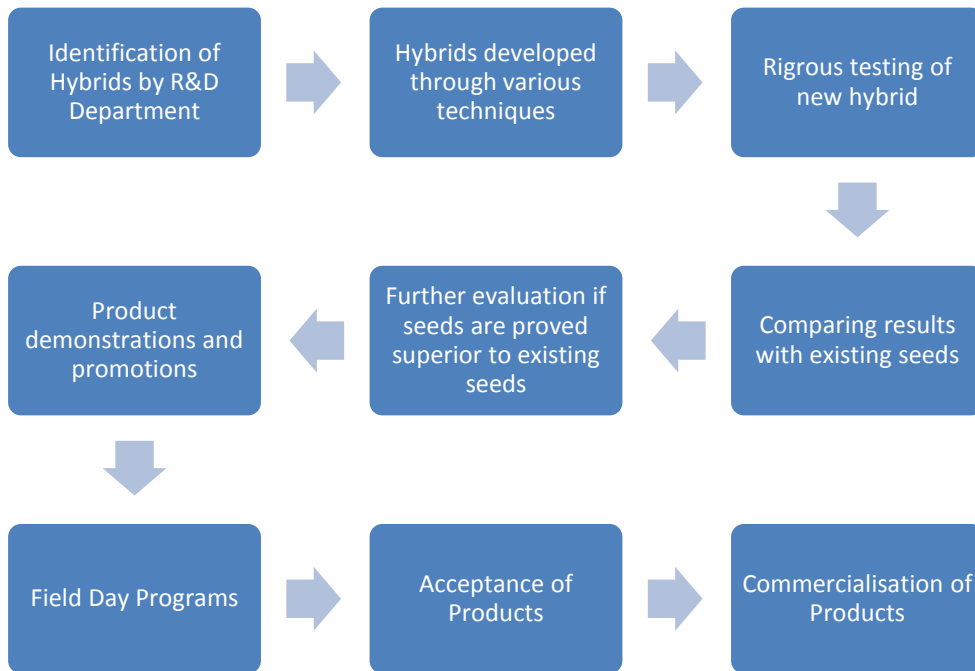 Identification of
Hybrids by R&D
Department
Hybrids developed
through various
techniques
Rigrous testing of
new hybrid
Comparing results
with existing seeds
Further evaluation if
seeds are proved
superior to existing
seeds
Product
demonstrations and
promotions
Field Day Programs
Acceptance of
Products
Commercialisation of
Products